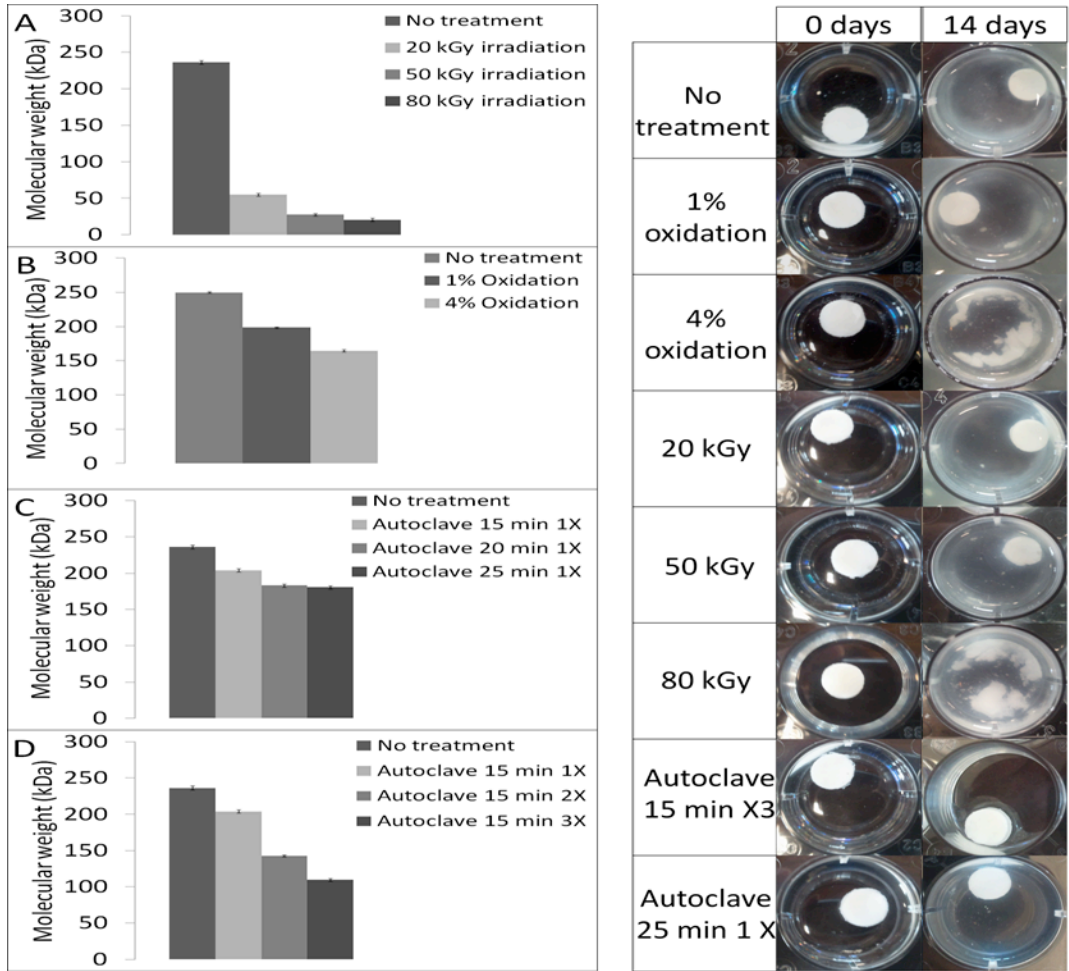 A
Molecular weight (kDa)
300
250
200
150
100
50
0
No treatment
20 kGy irradiation
50 kGy irradiation
80 kGy irradiation
B
Molecular weight (kDa)
300
250
200
150
100
50
0
No treatment
1% Oxidation
4% Oxidation
C
Molecular weight (kDa)
300
250
200
150
100
50
0
No treatment
Autoclave 15 min 1X
Autoclave 20 min 1X
Autoclave 25 min 1X
D
Molecular weight (kDa)
300
250
200
150
100
50
0
No treatment
Autoclave 15 min 1X
Autoclave 15 min 2X
Autoclave 15 min 3X
0 days
14 days
No
treatment
1%
oxidation
4%
oxidation
20 kGy
50 kGy
80 kGy
Autoclave
15 min X3
Autoclave
25 min 1 X